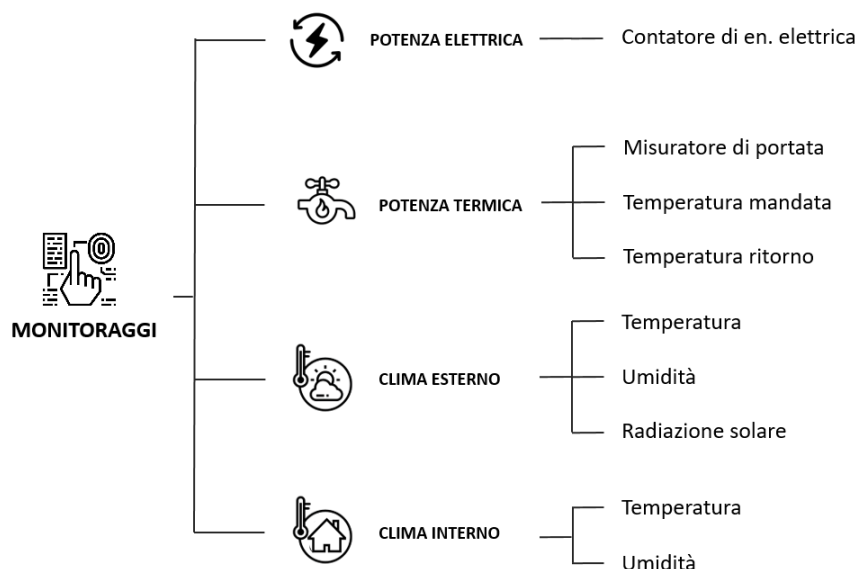 POTENZA ELETTRICA
Contatore di en. elettrica
POTENZA TERMICA
Misuratore di portata
Temperatura mandata
Temperatura ritorno
MONITORAGGI
CLIMA ESTERNO
Temperatura
Umidità
Radiazione solare
CLIMA INTERNO
Temperatura
Umidità